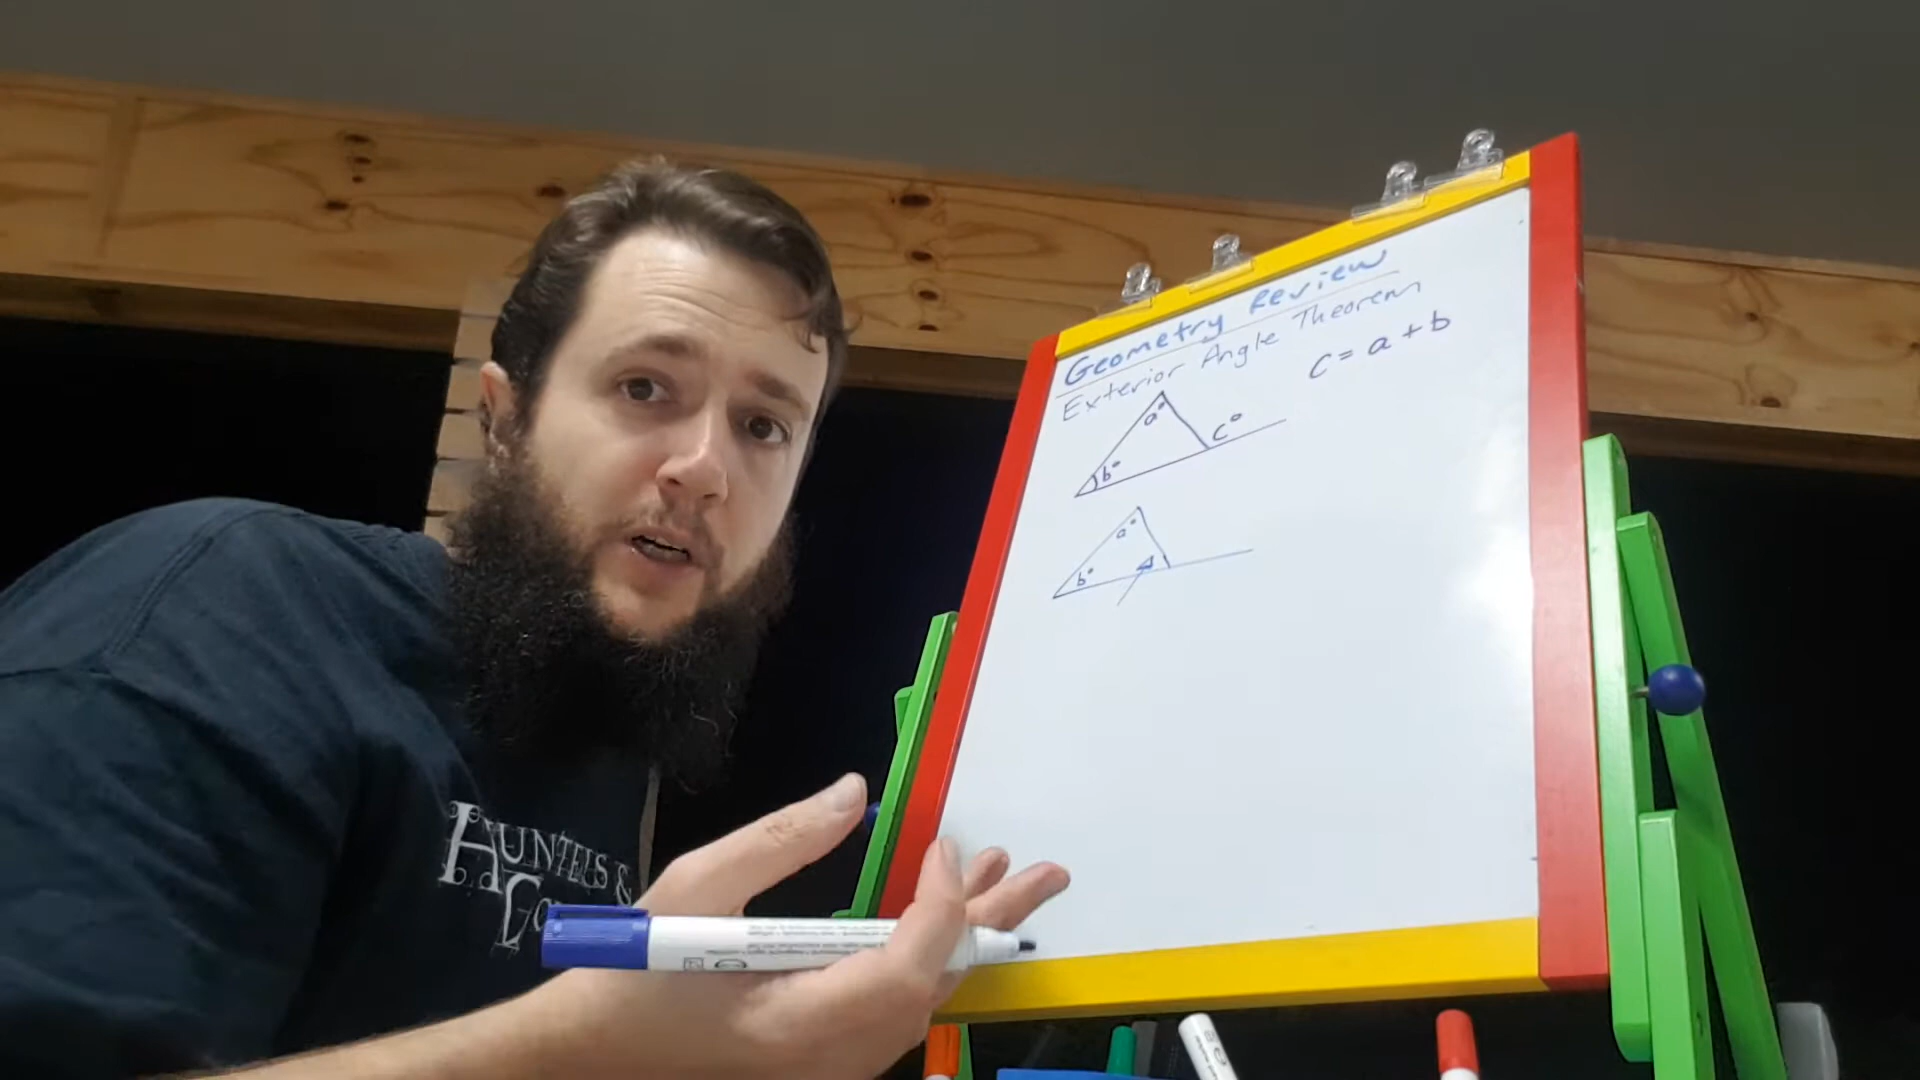 Geometry Review
Exterior Angle Theorem
c = a + b
a°
c°
b°
a°
b°
HUNTERS &